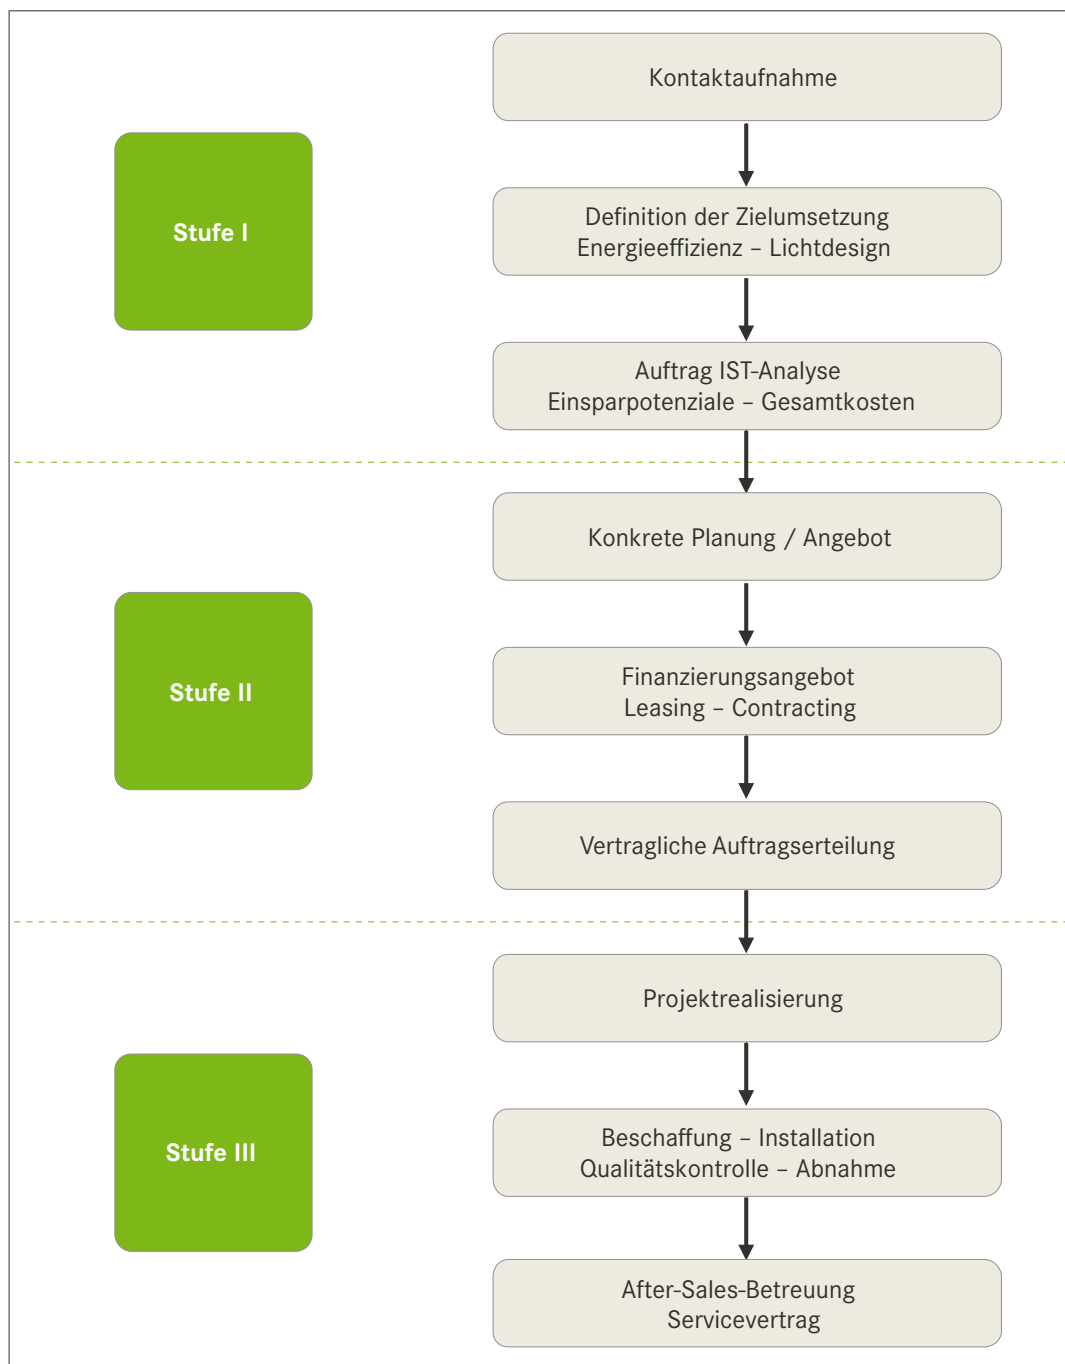 Stufe I
Kontaktaufnahme
Definition der Zielumsetzung
Energieeffizienz – Lichtdesign
Auftrag IST-Analyse
Einsparpotenziale – Gesamtkosten
Stufe II
Konkrete Planung / Angebot
Finanzierungsangebot
Leasing – Contracting
Vertragliche Auftragserteilung
Stufe III
Projektrealisierung
Beschaffung – Installation
Qualitätskontrolle – Abnahme
After-Sales-Betreuung
Servicevertrag